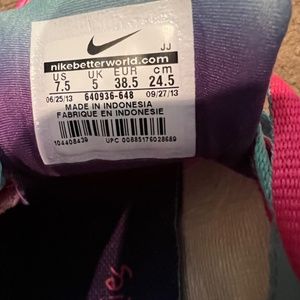 JJ
nikebetterworld.com
US UK EUR cm
7.5 5 38.5 24.5
06/25/13 640936-648 09/27/13
MADE IN INDONESIA
FABRIQUE EN INDONESIE
104408439 UPC 00885176028689